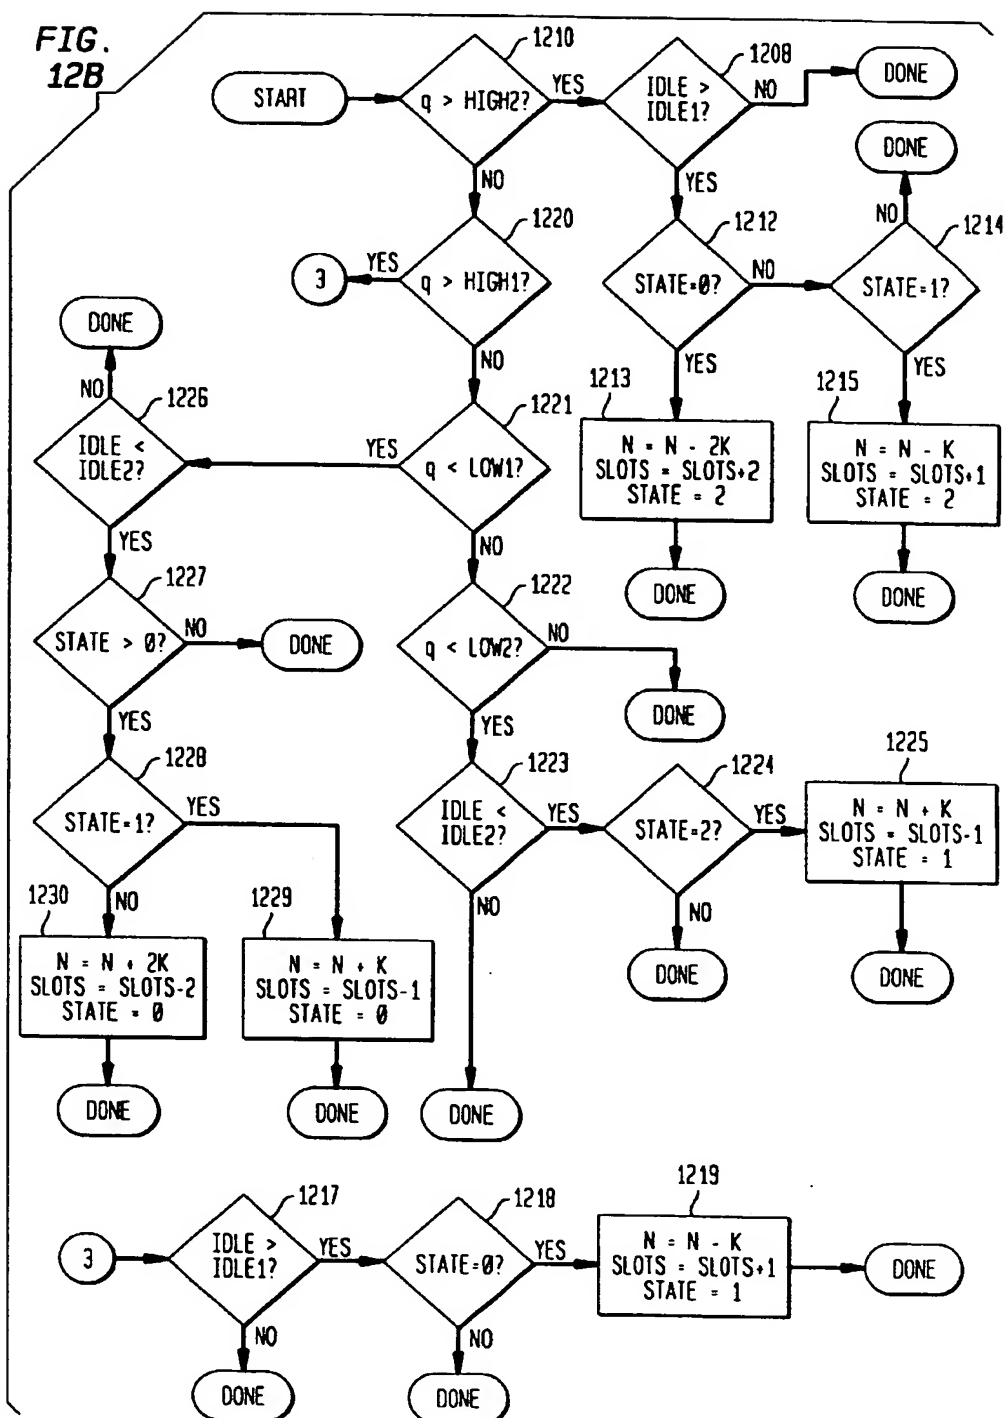 FIG.
12B
START
1210
q > HIGH2?
YES
NO
1208
IDLE >
IDLE1?
NO
DONE
YES
DONE
1220
q > HIGH1?
YES
3
NO
1212
STATE=0?
NO
YES
NO
1214
STATE=1?
YES
DONE
NO
1226
IDLE <
IDLE2?
YES
1221
q < LOW1?
YES
NO
1213
N = N - 2K
SLOTS = SLOTS+2
STATE = 2
DONE
1215
N = N - K
SLOTS = SLOTS+1
STATE = 2
DONE
1227
STATE > 0?
NO
DONE
YES
1222
q < LOW2?
NO
DONE
YES
1228
STATE=1?
YES
NO
1223
IDLE <
IDLE2?
YES
NO
1224
STATE=2?
YES
NO
DONE
1225
N = N + K
SLOTS = SLOTS-1
STATE = 1
DONE
1230
N = N + 2K
SLOTS = SLOTS-2
STATE = 0
DONE
1229
N = N + K
SLOTS = SLOTS-1
STATE = 0
DONE
DONE
3
1217
IDLE >
IDLE1?
YES
NO
DONE
1218
STATE=0?
YES
NO
DONE
1219
N = N - K
SLOTS = SLOTS+1
STATE = 1
DONE